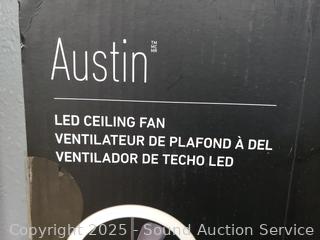 Austin
LED CEILING FAN
VENTILATEUR DE PLAFOND À DEL
VENTILADOR DE TECHO LED
Copyright 2025 - Sound Auction Service